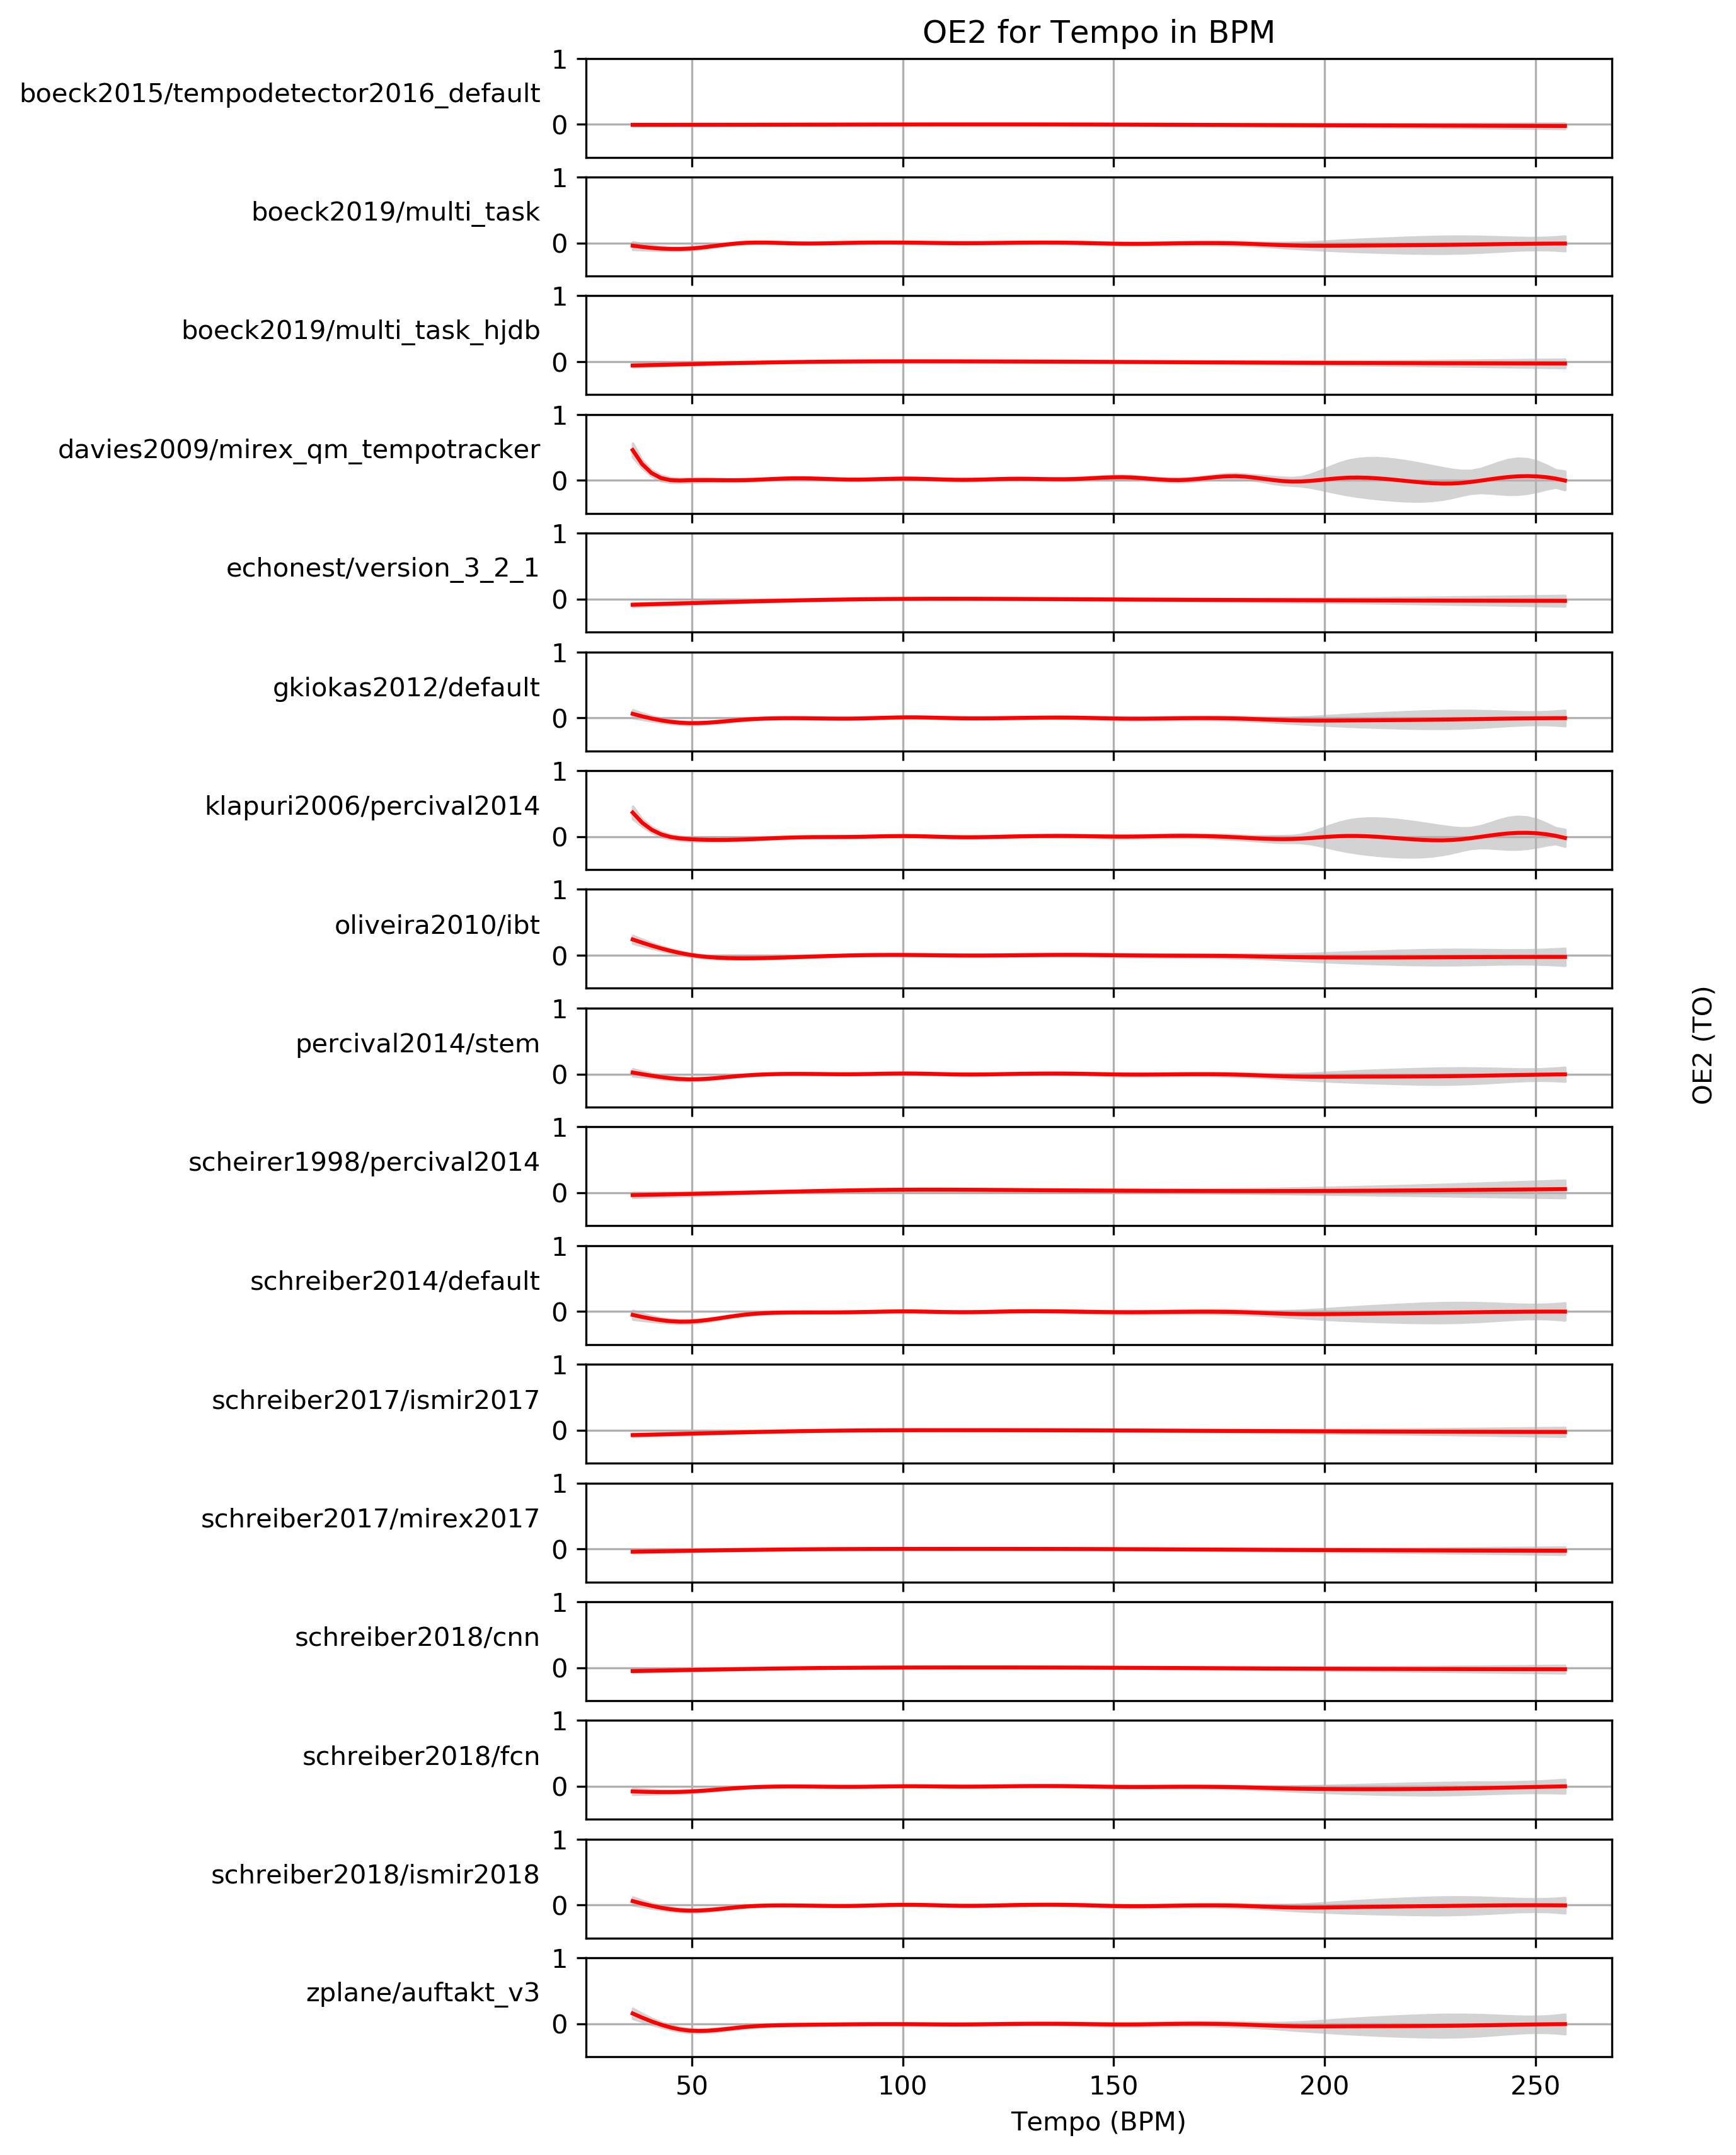 OE2 for Tempo in BPM
boeck2015/tempodetector2016_default
1
0
boeck2019/multi_task
1
0
boeck2019/multi_task_hjdb
1
0
davies2009/mirex_qm_tempotracker
1
0
echonest/version_3_2_1
1
0
gkiokas2012/default
1
0
klapuri2006/percival2014
1
0
oliveira2010/ibt
1
0
percival2014/stem
1
0
scheirer1998/percival2014
1
0
schreiber2014/default
1
0
schreiber2017/ismir2017
1
0
schreiber2017/mirex2017
1
0
schreiber2018/cnn
1
0
schreiber2018/fcn
1
0
schreiber2018/ismir2018
1
0
zplane/auftakt_v3
1
0
50 100 150 200 250
Tempo (BPM)
OE2 (TO)